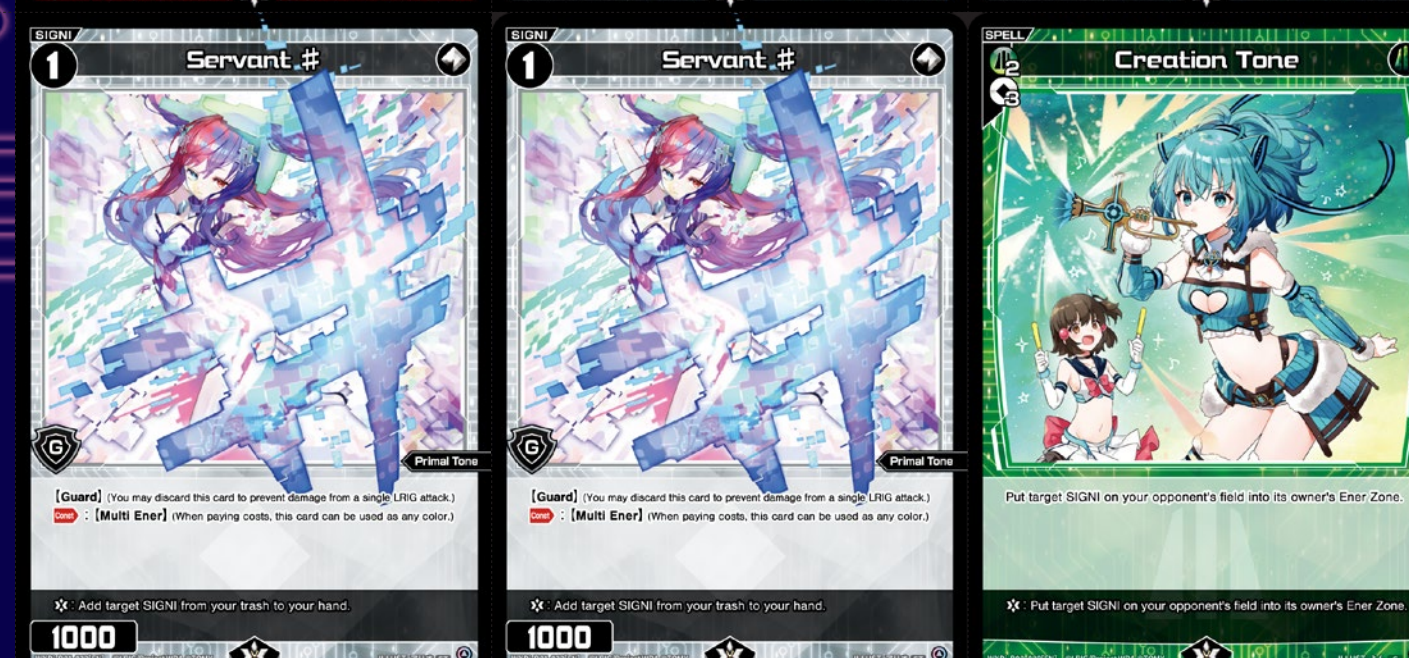 SIGNI
1
Servant #
G
Primal Tone
【Guard】 (You may discard this card to prevent damage from a single LRIG attack.)
Const : 【Multi Ener】 (When paying costs, this card can be used as any color.)
: Add target SIGNI from your trash to your hand.
1000
SIGNI
1
Servant #
G
Primal Tone
【Guard】 (You may discard this card to prevent damage from a single LRIG attack.)
Const : 【Multi Ener】 (When paying costs, this card can be used as any color.)
: Add target SIGNI from your trash to your hand.
1000
SPELL
2
3
Creation Tone
Put target SIGNI on your opponent's field into its owner's Ener Zone.
: Put target SIGNI on your opponent's field into its owner's Ener Zone.